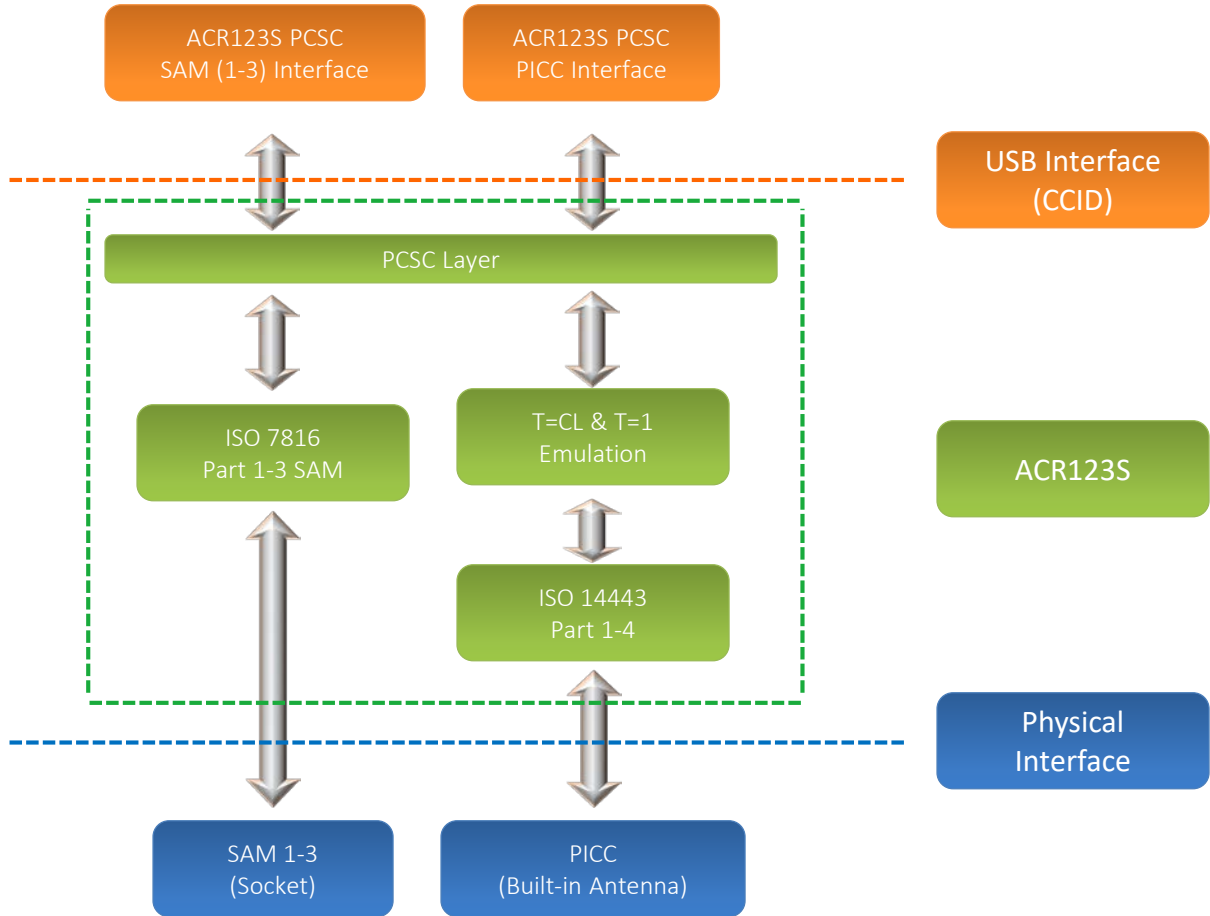 ACR123S PCSC
SAM (1-3) Interface
ACR123S PCSC
PICC Interface
USB Interface
(CCID)
PCSC Layer
ISO 7816
Part 1-3 SAM
T=CL & T=1
Emulation
ACR123S
ISO 14443
Part 1-4
Physical
Interface
SAM 1-3
(Socket)
PICC
(Built-in Antenna)